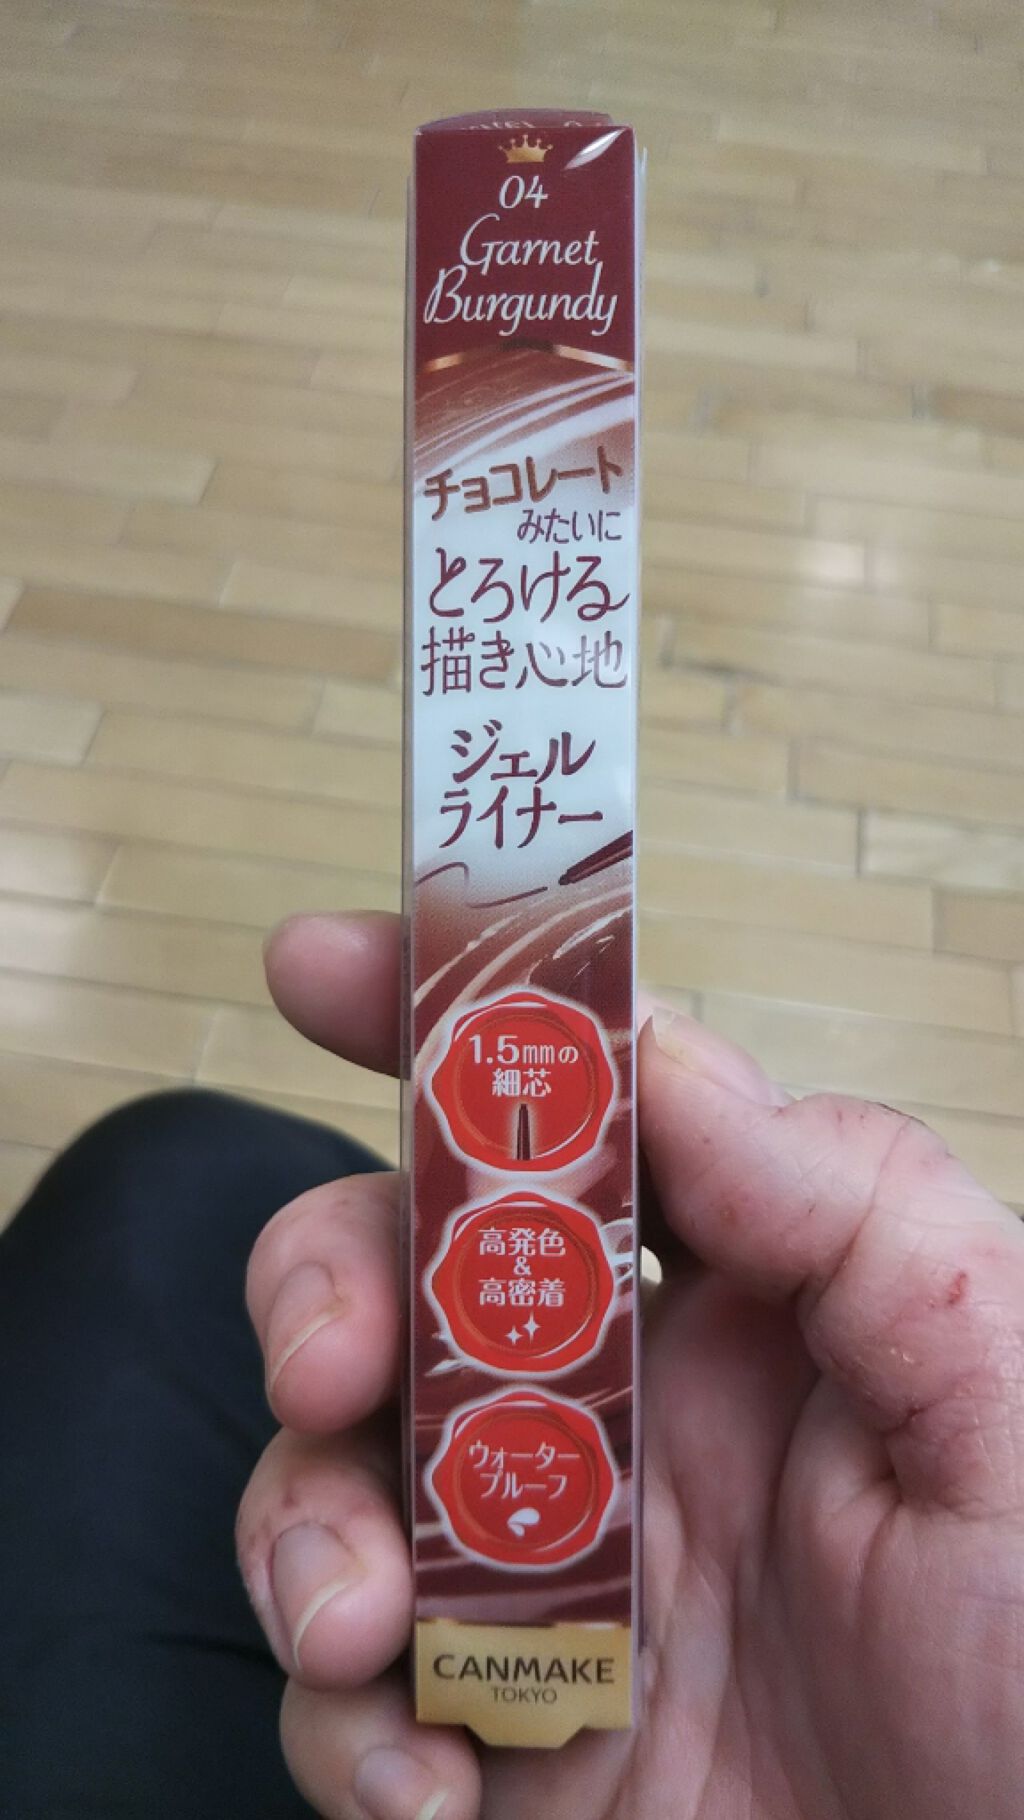 04
Garnet
Burgundy
チョコレート
みたいに
とろける
描き心地
ジェル
ライナー
1.5mmの
細芯
高発色
&
高密着
ウォーター
プルーフ
CANMAKE
TOKYO